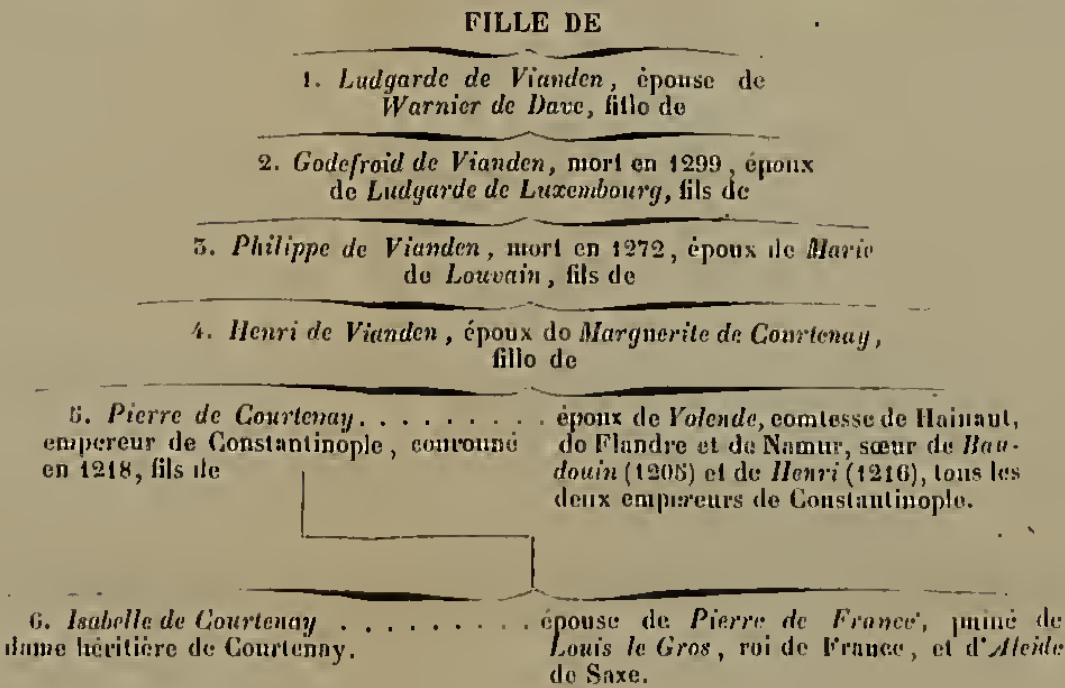 FILLE DE
1. Ludgarde de Vianden, épouse de
Warnier de Dave, fille de
2. Godefroid de Vianden, mort en 1299, époux
de Ludgarde de Luxembourg, fils de
3. Philippe de Vianden, mort en 1272, époux de Marie
de Louvain, fils de
4. Henri de Vianden, époux de Marguerite de Courtenay,
fille de
5. Pierre de Courtenay . . . . . . . . .
empereur de Constantinople, couronné
en 1218, fils de
époux de Yolende, comtesse de Hainaut,
de Flandre et de Namur, sœur de Bau-
douin (1205) et de Henri (1216), tous les
deux empereurs de Constantinople.
6. Isabelle de Courtenay . . . . . . . . .
dame héritière de Courtenay.
épouse de Pierre de France, puiné de
Louis le Gros, roi de France, et d'Aleide
de Saxe.